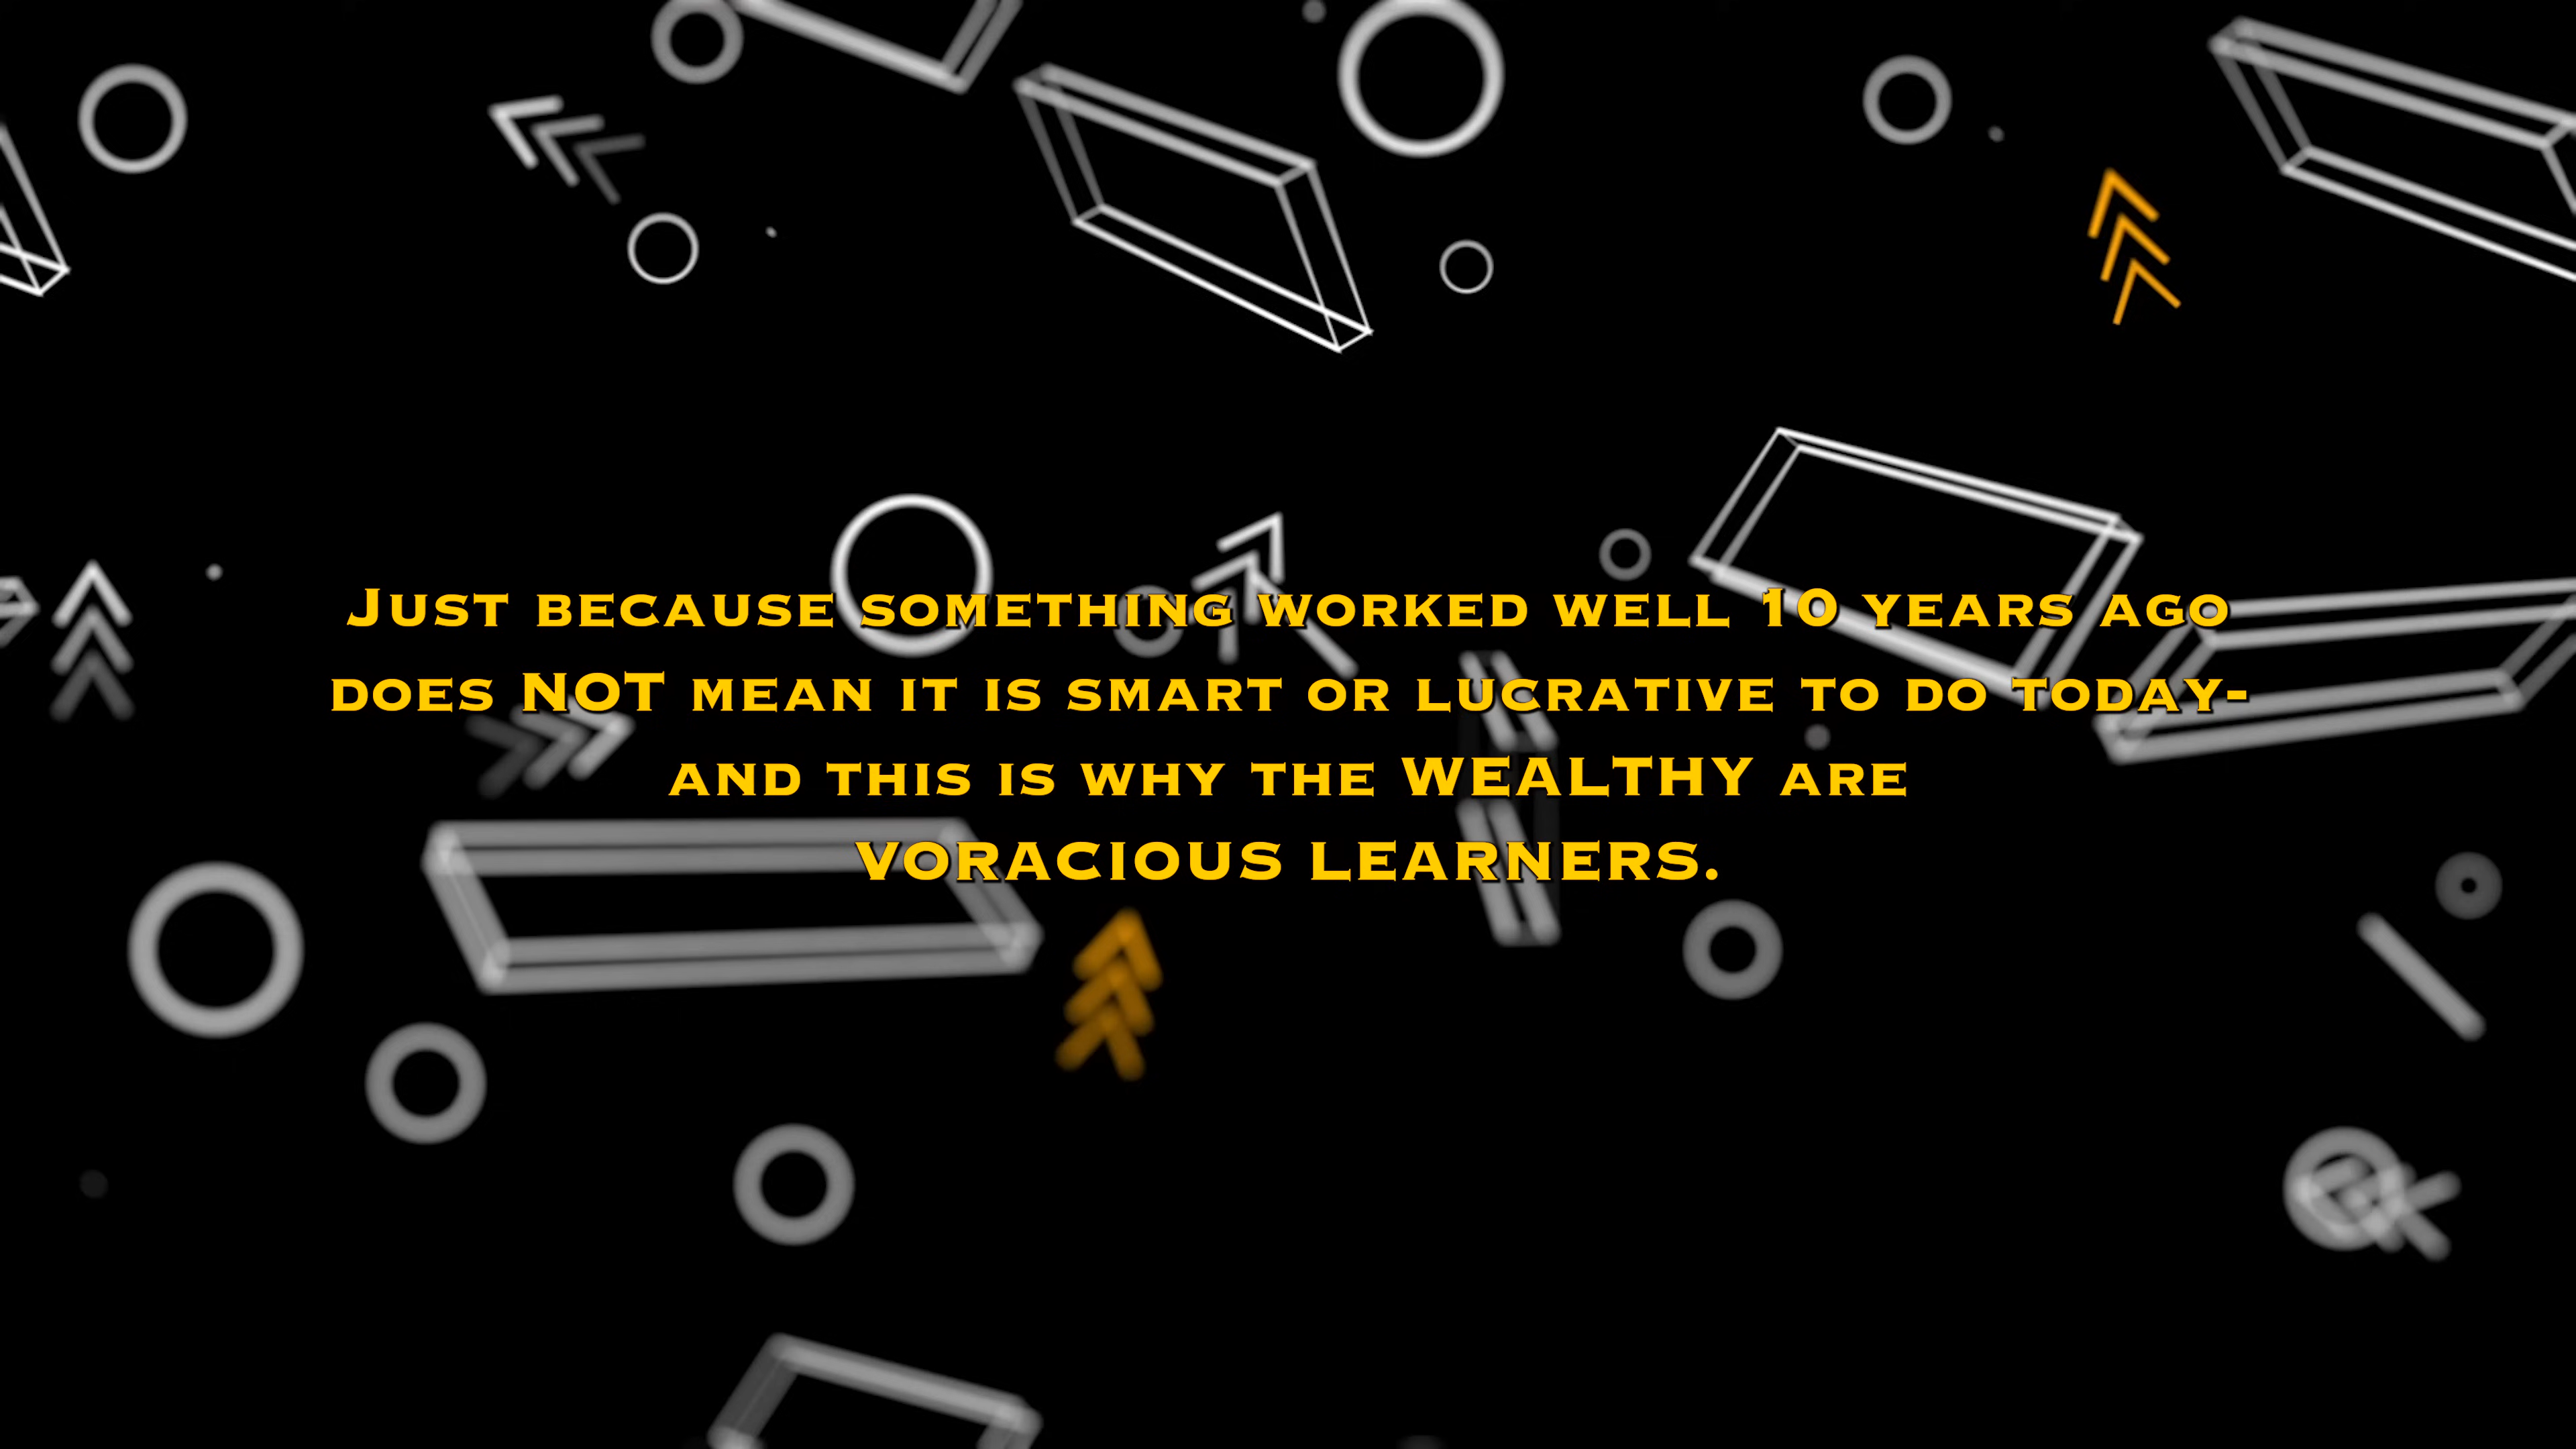 Just because something worked well 10 years ago
does NOT mean it is smart or lucrative to do today-
and this is why the WEALTHY are
VORACIOUS LEARNERS.